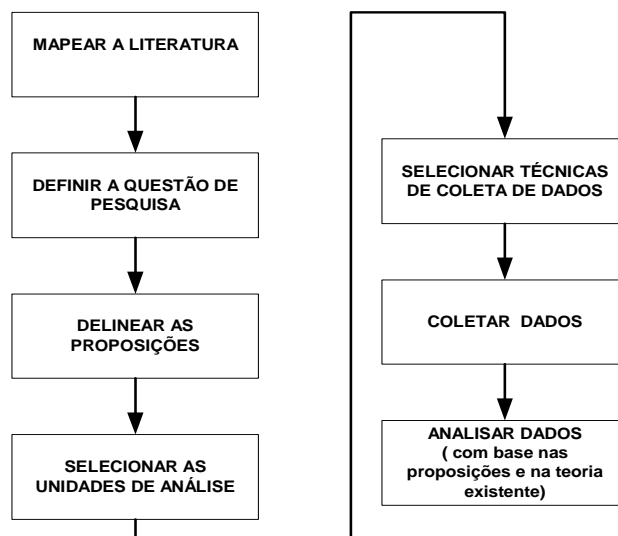 MAPEAR A LITERATURA
DEFINIR A QUESTÃO DE
PESQUISA
DELINEAR AS
PROPOSIÇÕES
SELECIONAR AS
UNIDADES DE ANÁLISE
SELECIONAR TÉCNICAS
DE COLETA DE DADOS
COLETAR DADOS
ANALISAR DADOS
( com base nas
proposições e na teoria
existente)